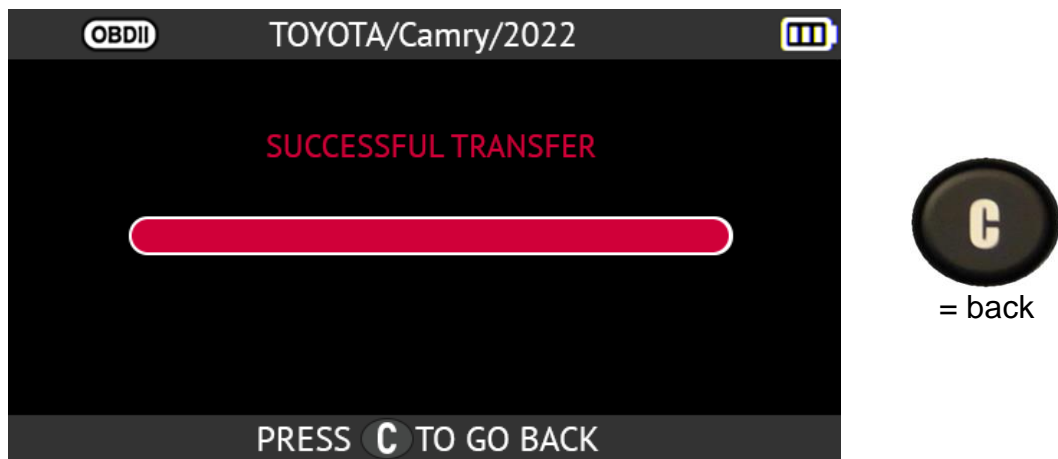 OBDII TOYOTA/Camry/2022
SUCCESSFUL TRANSFER
C
= back
PRESS C TO GO BACK